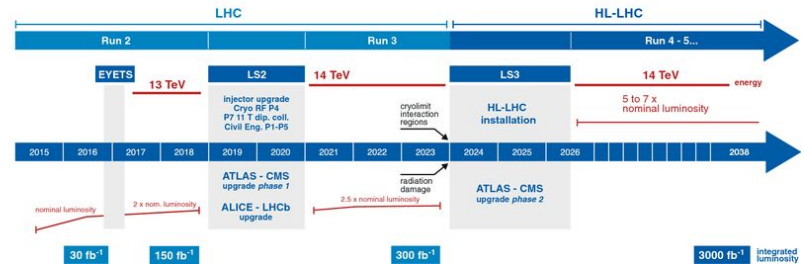 LHC
HL-LHC
Run 2
Run 3
Run 4 - 5...
EYETS
13 TeV
LS2
14 TeV
LS3
14 TeV
energy
injector upgrade
Cryo RF P4
P7 11 T dip. coll.
Civil Eng. P1-P5
cryolimit
interaction
regions
HL-LHC
installation
5 to 7 x
nominal luminosity
2015 2016 2017 2018 2019 2020 2021 2022 2023 2024 2025 2026 2038
radiation
damage
ATLAS - CMS
upgrade phase 1
ALICE - LHCb
upgrade
ATLAS - CMS
upgrade phase 2
nominal luminosity
2 x nom. luminosity
2.5 x nominal luminosity
30 fb-1
150 fb-1
300 fb-1
3000 fb-1
integrated
luminosity